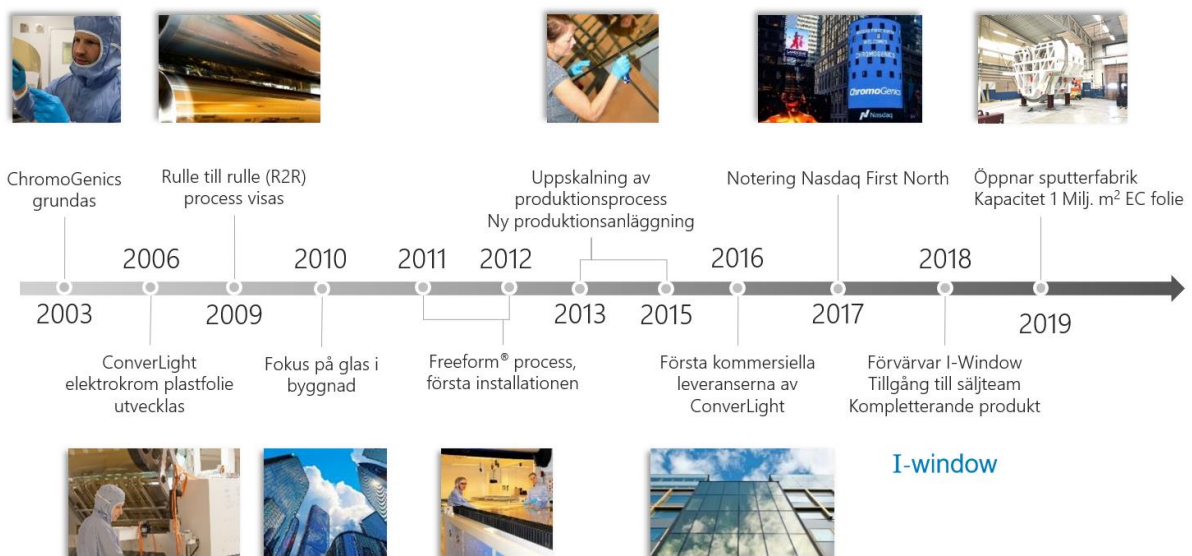 ChromoGenics
Nasdaq
ChromoGenics
grundas
Rulle till rulle (R2R)
process visas
Uppskalning av
produktionsprocess
Ny produktionsanläggning
Notering Nasdaq First North
Öppnar sputterfabrik
Kapacitet 1 Milj. m² EC folie
2006
2010
2011
2012
2016
2018
2003
2009
2013
2015
2017
2019
ConverLight
elektrokrom plastfolie
utvecklas
Fokus på glas i
byggnad
Freeform® process,
första installationen
Första kommersiella
leveranserna av
ConverLight
Förvärvar I-Window
Tillgång till säljteam
Kompletterande produkt
I-window